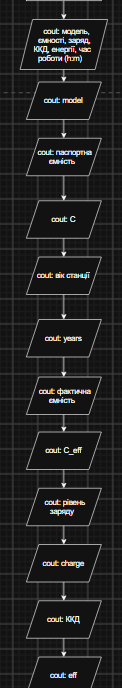 cout: модель,
ємності, заряд,
ККД, енергії, час
роботи (h:m)
cout: model
cout: паспортна
ємність
cout: C
cout: вік станції
cout: years
cout: фактична
ємність
cout: C_eff
cout: рівень
заряду
cout: charge
cout: ККД
cout: eff